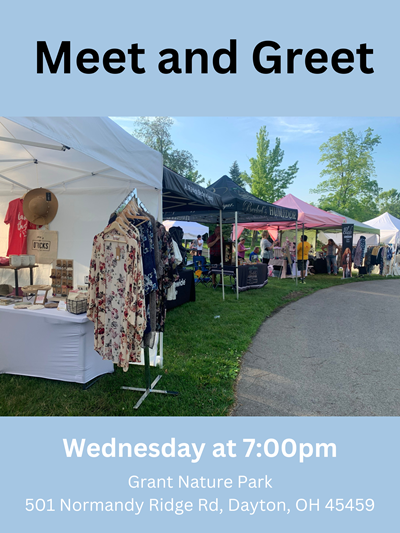 Meet and Greet
Wednesday at 7:00pm
Grant Nature Park
501 Normandy Ridge Rd, Dayton, OH 45459